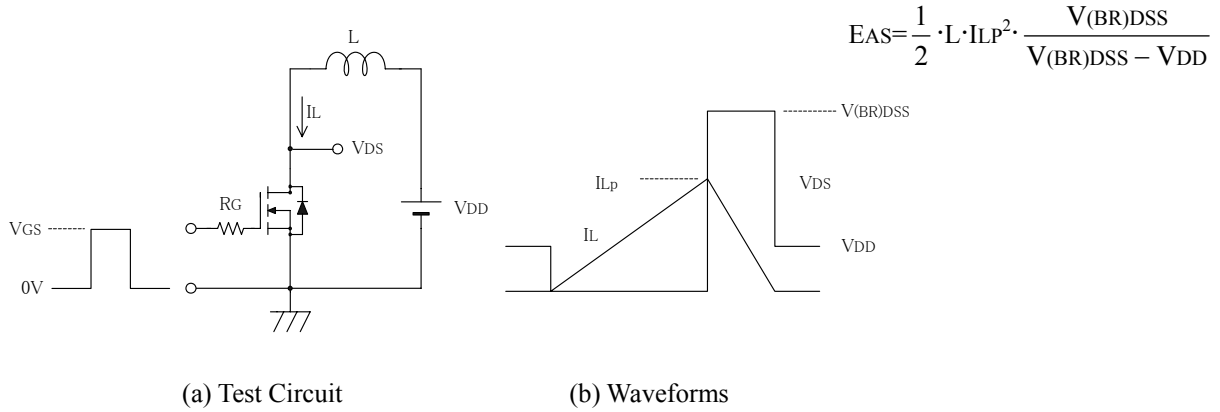 EAS=1/2 ·L·ILP²· V(BR)DSS / V(BR)DSS – VDD
L
IL
VDS
RG
VDD
VGS
0V
V(BR)DSS
ILp
VDS
IL
VDD
(a) Test Circuit
(b) Waveforms